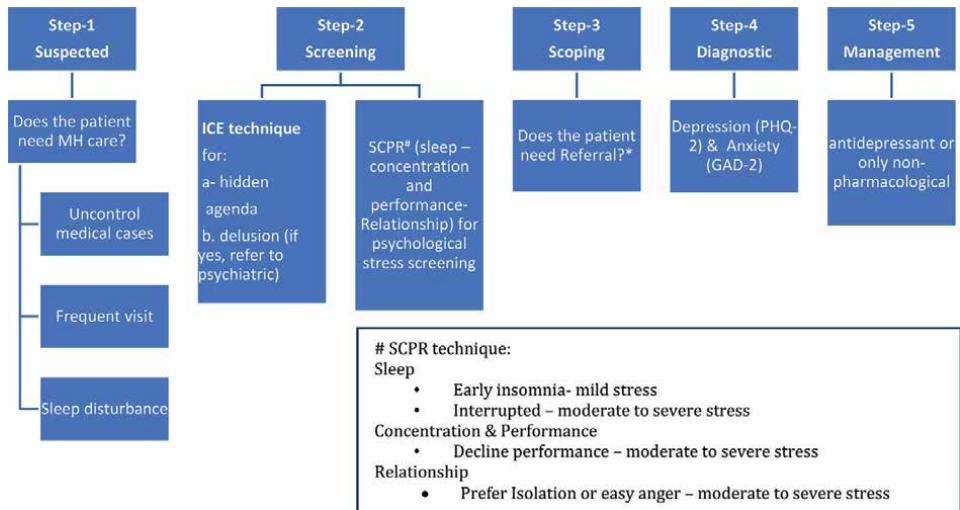 Step-1
Suspected
Does the patient
need MH care?
Uncontrol
medical cases
Frequent visit
Sleep disturbance
Step-2
Screening
ICE technique
for:
a- hidden
agenda
b. delusion (if
yes, refer to
psychiatric)
SCPR# (sleep –
concentration
and
performance-
Relationship) for
psychological
stress screening
Step-3
Scoping
Does the patient
need Referral?*
Step-4
Diagnostic
Depression (PHQ-
2) & Anxiety
(GAD-2)
Step-5
Management
antidepressant or
only non-
pharmacological
# SCPR technique:
Sleep
• Early insomnia- mild stress
• Interrupted – moderate to severe stress
Concentration & Performance
• Decline performance – moderate to severe stress
Relationship
• Prefer Isolation or easy anger – moderate to severe stress